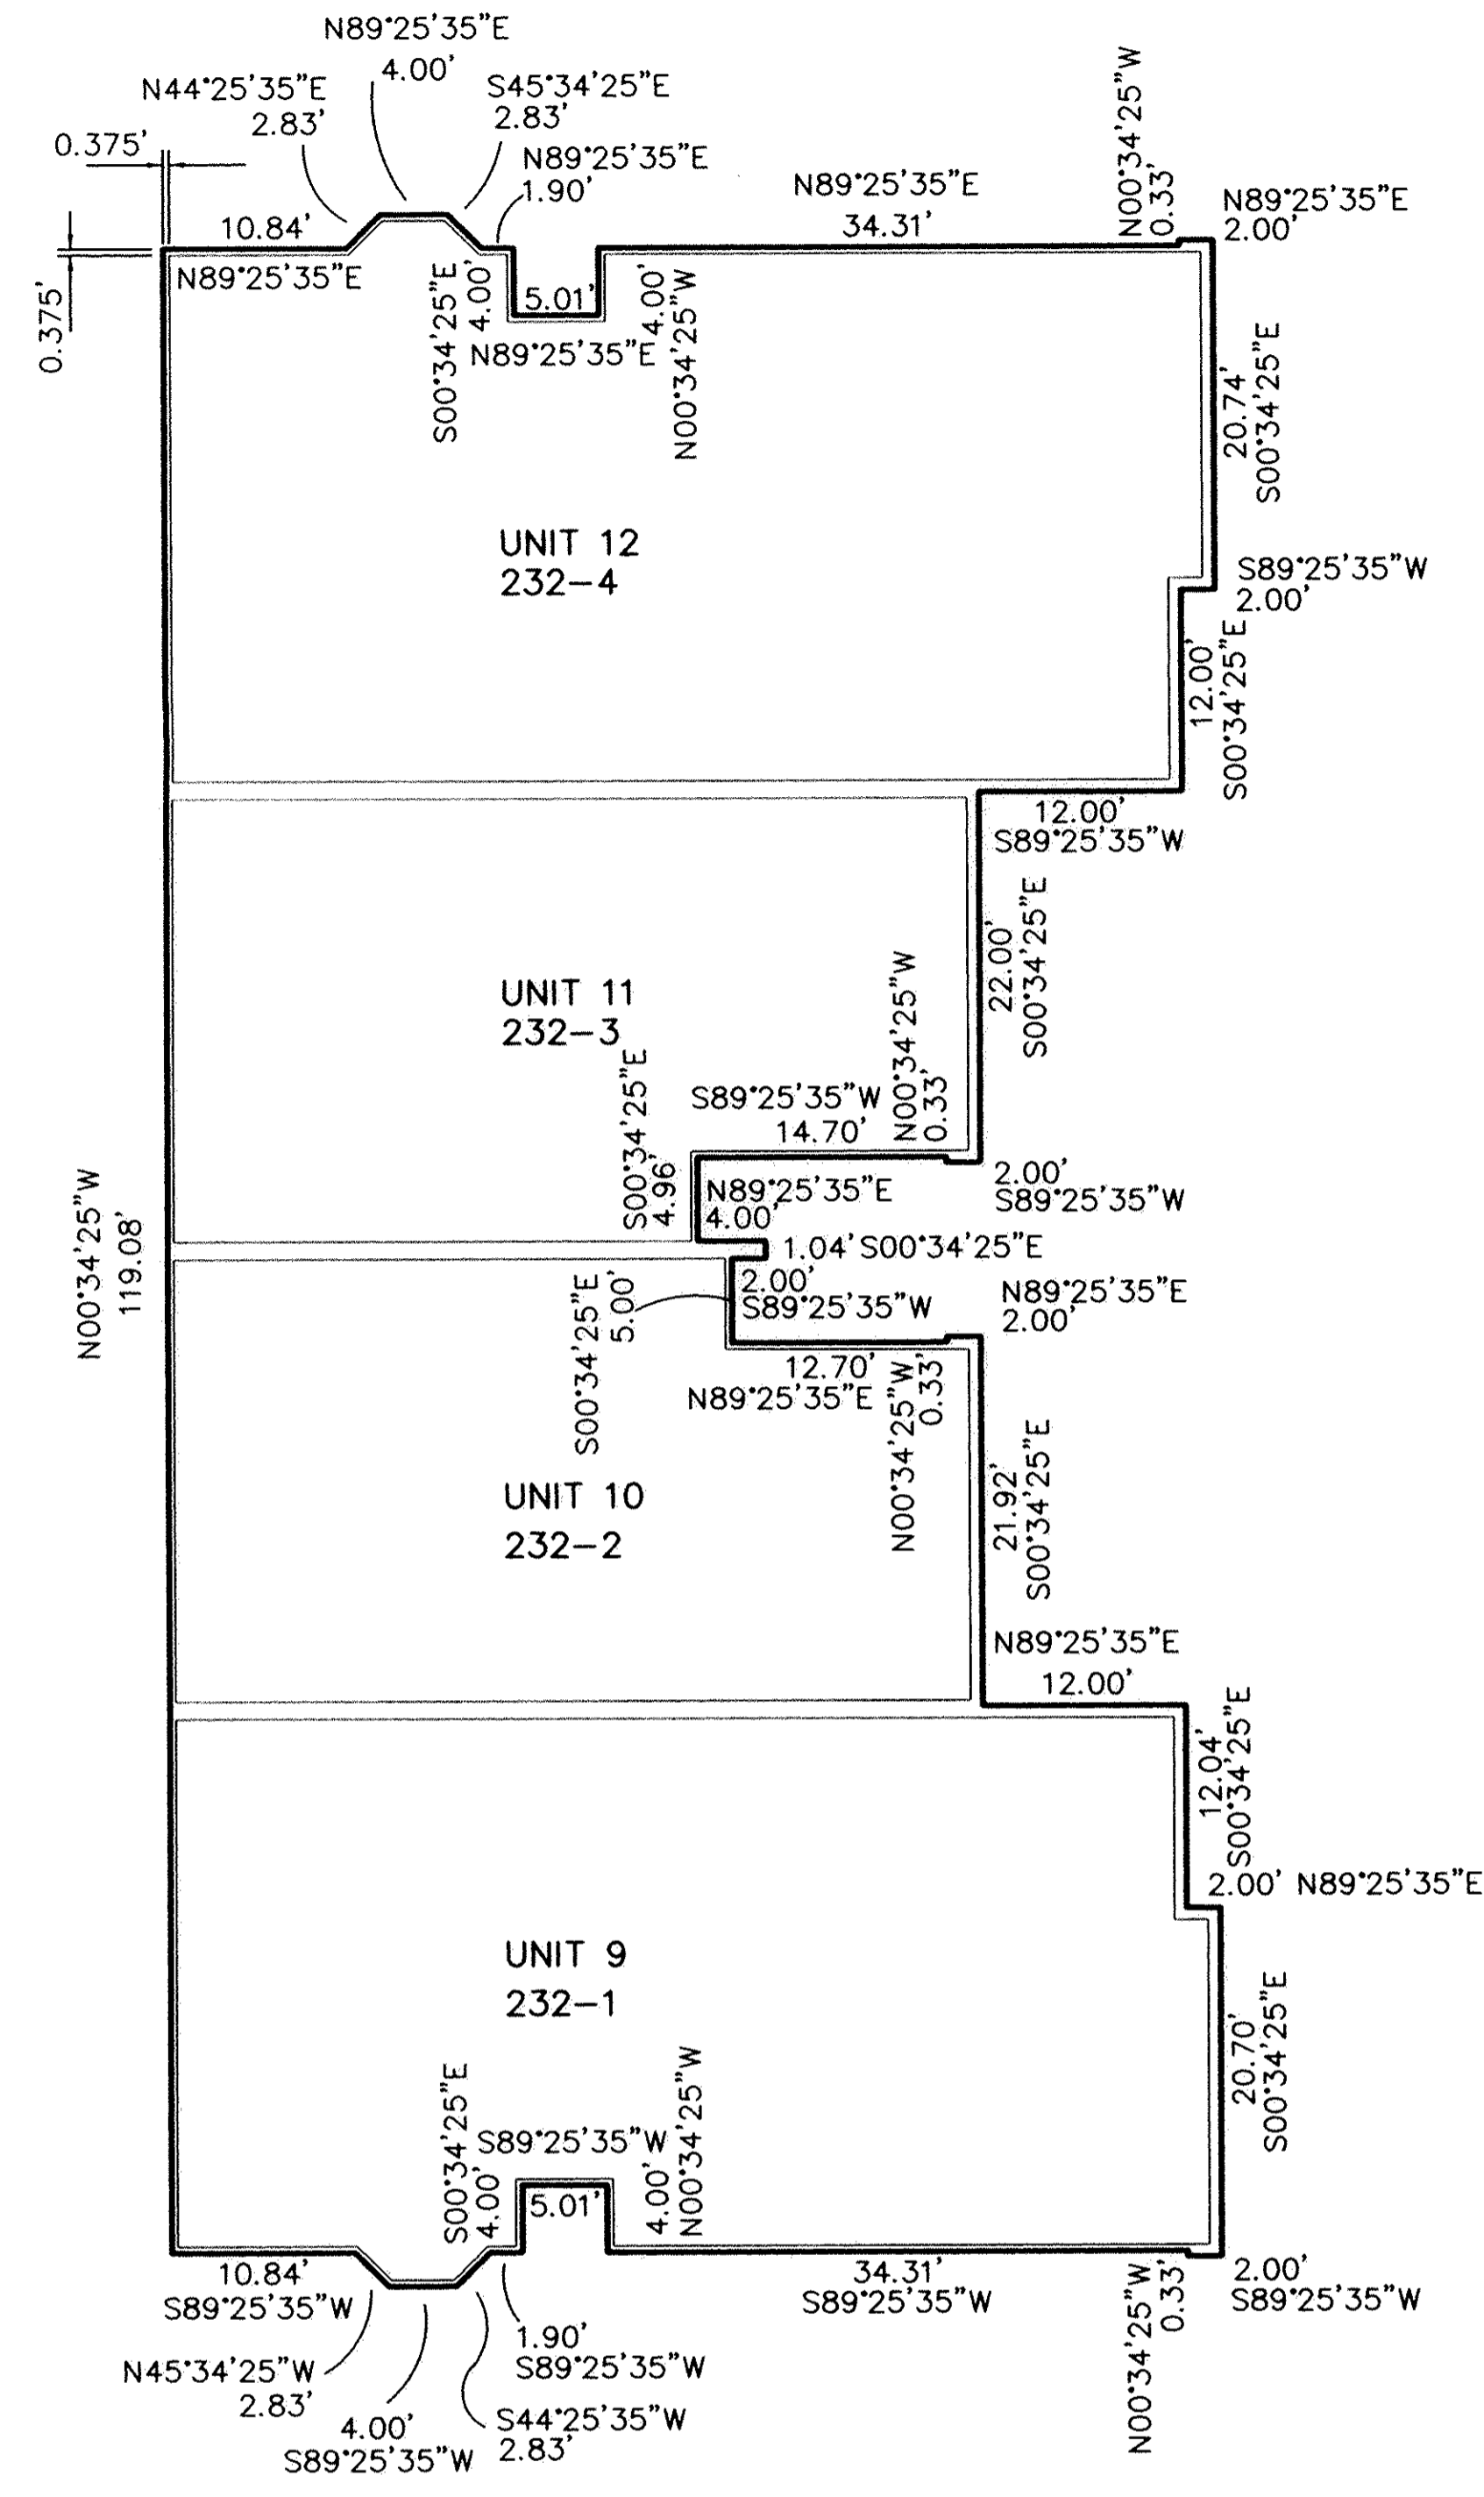 N89°25'35"E
4.00'
N44°25'35"E
2.83'
S45°34'25"E
2.83'
0.375'
N89°25'35"E
1.90'
N89°25'35"E
34.31'
N00°34'25"W
0.33'
N89°25'35"E
2.00'
10.84'
N89°25'35"E
0.375'
S00°34'25"E
4.00'
5.01'
N89°25'35"E
4.00'
N00°34'25"W
20.74'
S00°34'25"E
UNIT 12
232-4
S89°25'35"W
2.00'
12.00'
S00°34'25"E
12.00'
S89°25'35"W
22.00'
S00°34'25"E
UNIT 11
232-3
S00°34'25"E
4.96'
S89°25'35"W
14.70'
N00°34'25"W
0.33'
2.00'
S89°25'35"W
N89°25'35"E
4.00'
1.04' S00°34'25"E
N00°34'25"W
119.08'
S00°34'25"E
5.00'
2.00'
S89°25'35"W
N89°25'35"E
2.00'
12.70'
N89°25'35"E
N00°34'25"W
0.33'
21.92'
S00°34'25"E
UNIT 10
232-2
N89°25'35"E
12.00'
12.04'
S00°34'25"E
2.00' N89°25'35"E
UNIT 9
232-1
20.70'
S00°34'25"E
S00°34'25"E
4.00'
S89°25'35"W
5.01'
4.00'
N00°34'25"W
10.84'
S89°25'35"W
34.31'
S89°25'35"W
N00°34'25"W
0.33'
2.00'
S89°25'35"W
N45°34'25"W
2.83'
1.90'
S89°25'35"W
4.00'
S89°25'35"W
S44°25'35"W
2.83'